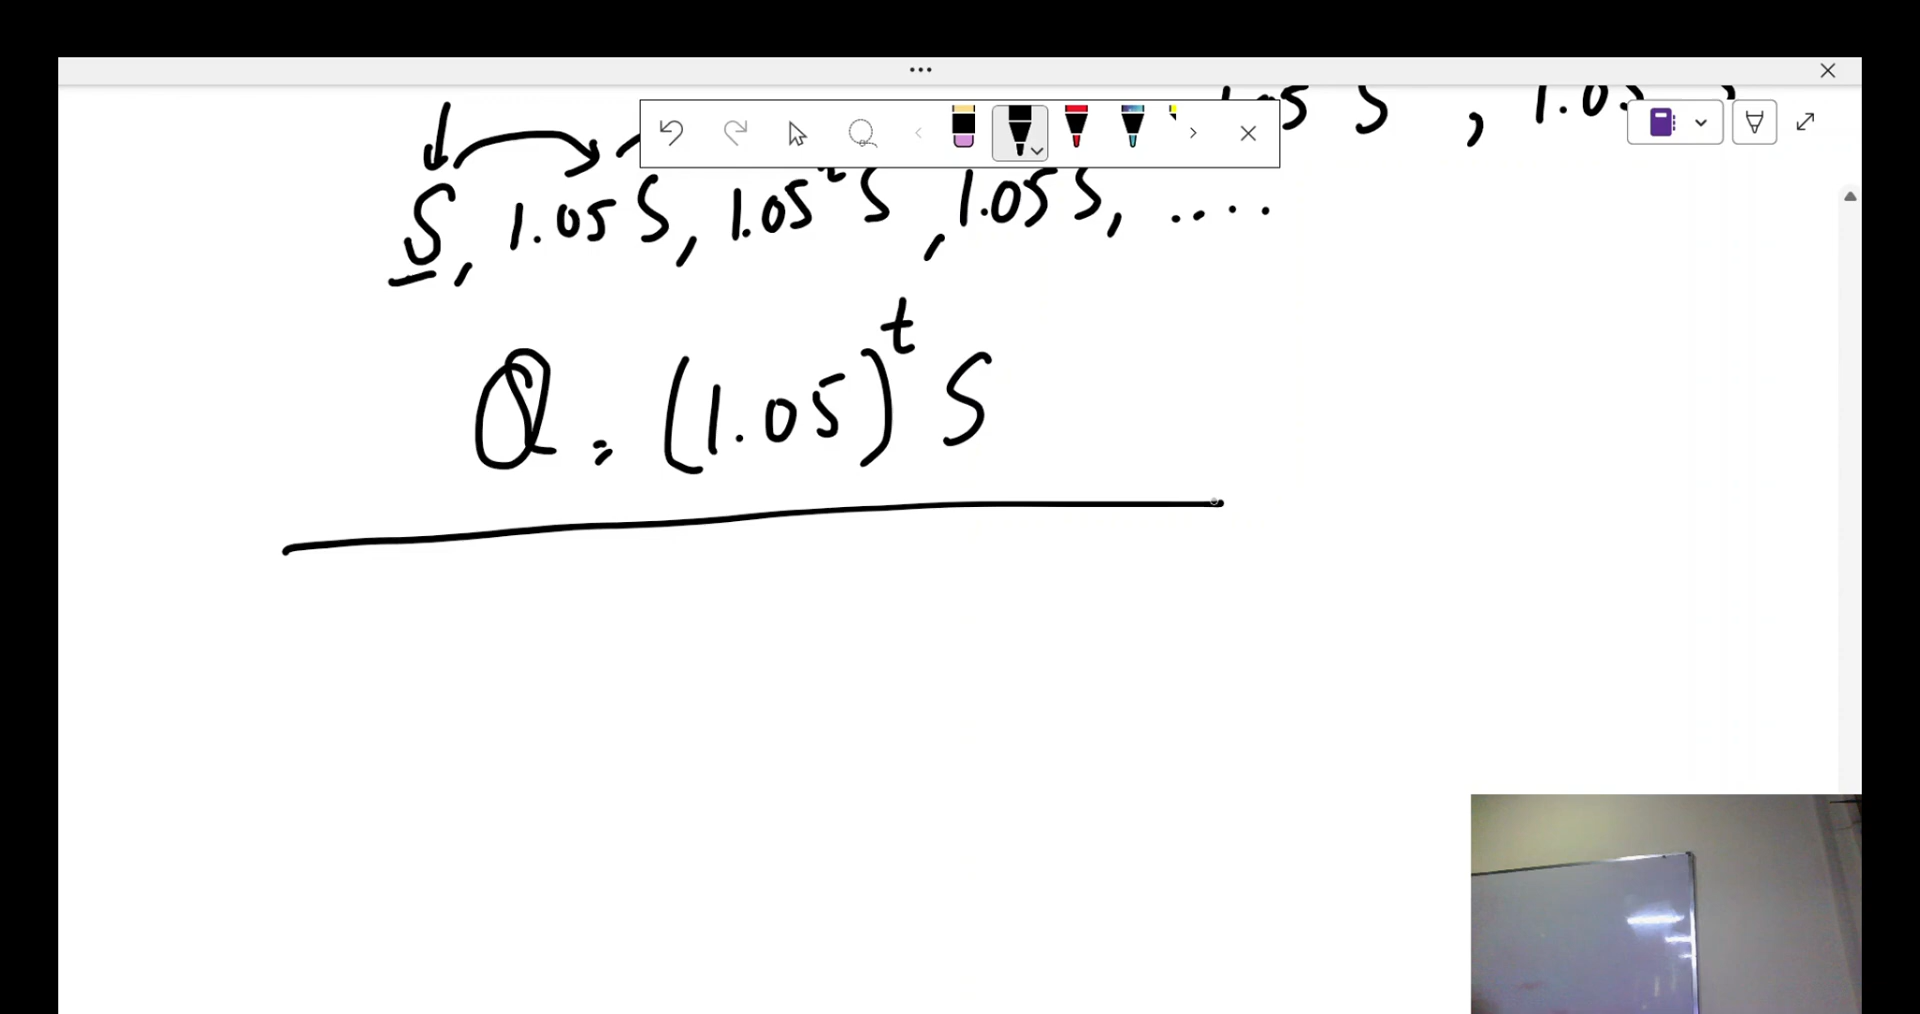 S, 1.05 S, 1.05² S, 1.05 S, ....
Q = (1.05)^t S